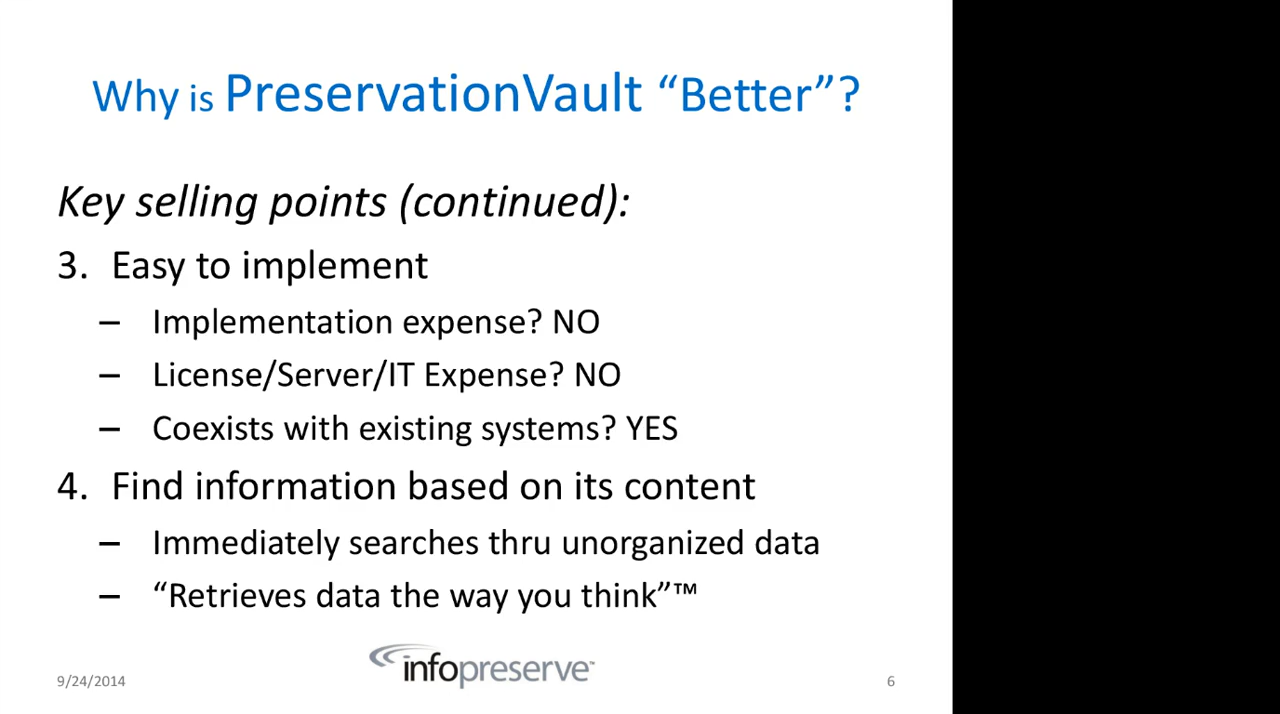 Why is PreservationVault “Better”?
Key selling points (continued):
3. Easy to implement
– Implementation expense? NO
– License/Server/IT Expense? NO
– Coexists with existing systems? YES
4. Find information based on its content
– Immediately searches thru unorganized data
– “Retrieves data the way you think”™
infopreserve™
9/24/2014
6